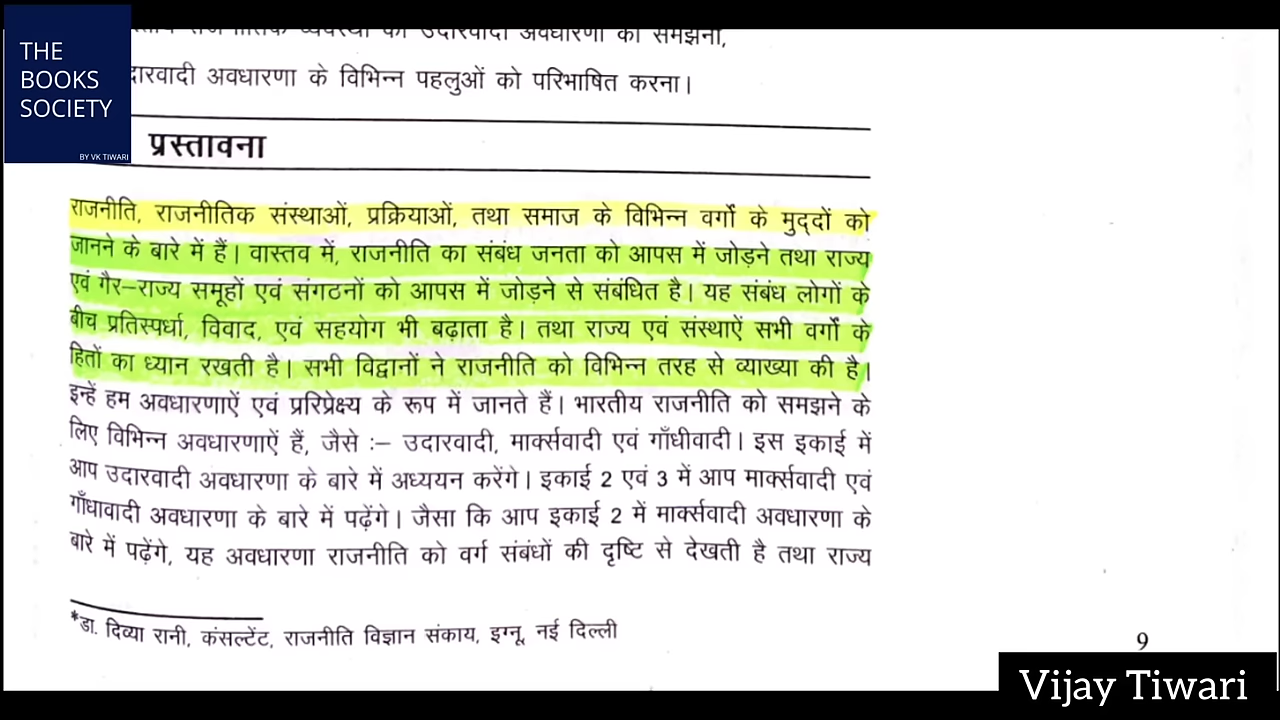 THE
BOOKS
SOCIETY
BY VK TIWARI
उदारवादी अवधारणा को समझना,
अवधारणा के विभिन्न पहलुओं को परिभाषित करना।
प्रस्तावना
राजनीति, राजनीतिक संस्थाओं, प्रक्रियाओं, तथा समाज के विभिन्न वर्गों के मुद्दों को
जानने के बारे में हैं। वास्तव में, राजनीति का संबंध जनता को आपस में जोड़ने तथा राज्य
एवं गैर–राज्य समूहों एवं संगठनों को आपस में जोड़ने से संबंधित है। यह संबंध लोगों के
बीच प्रतिस्पर्धा, विवाद, एवं सहयोग भी बढ़ाता है। तथा राज्य एवं संस्थाऐं सभी वर्गों के
हितों का ध्यान रखती है। सभी विद्वानों ने राजनीति को विभिन्न तरह से व्याख्या की है।
इन्हें हम अवधारणाऐं एवं प्ररिप्रेक्ष्य के रूप में जानते हैं। भारतीय राजनीति को समझने के
लिए विभिन्न अवधारणाऐं हैं, जैसे :– उदारवादी, मार्क्सवादी एवं गाँधीवादी। इस इकाई में
आप उदारवादी अवधारणा के बारे में अध्ययन करेंगे। इकाई 2 एवं 3 में आप मार्क्सवादी एवं
गाँधावादी अवधारणा के बारे में पढ़ेंगे। जैसा कि आप इकाई 2 में मार्क्सवादी अवधारणा के
बारे में पढ़ेंगे, यह अवधारणा राजनीति को वर्ग संबंधों की दृष्टि से देखती है तथा राज्य
*डा. दिव्या रानी, कंसल्टेंट, राजनीति विज्ञान संकाय, इग्नू, नई दिल्ली
9
Vijay Tiwari